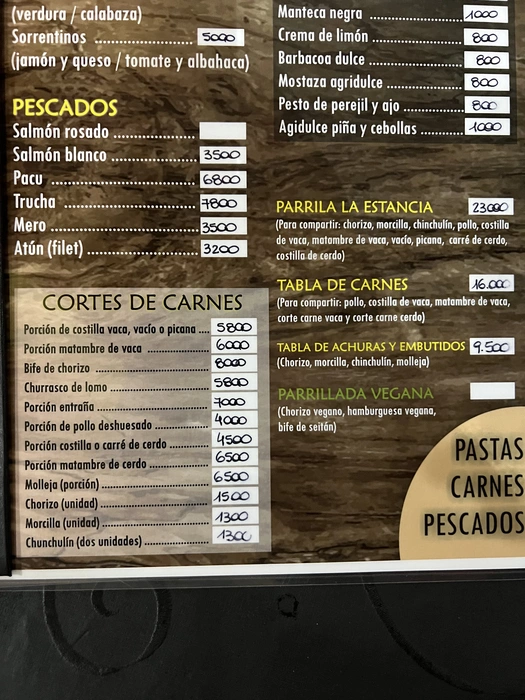 (verdura / calabaza)
Sorrentinos 5000
(jamón y queso / tomate y albahaca)
PESCADOS
Salmón rosado
Salmón blanco 3500
Pacu 6800
Trucha 7800
Mero 3500
Atún (filet) 3200
CORTES DE CARNES
Porción de costilla vaca, vacío o picana 5800
Porción matambre de vaca 6000
Bife de chorizo 8000
Churrasco de lomo 5800
Porción entraña 7000
Porción de pollo deshuesado 4000
Porción costilla o carré de cerdo 4500
Porción matambre de cerdo 6500
Molleja (porción) 6500
Chorizo (unidad) 1500
Morcilla (unidad) 1300
Chunchulín (dos unidades) 1300
Manteca negra 1000
Crema de limón 800
Barbacoa dulce 800
Mostaza agridulce 800
Pesto de perejil y ajo 800
Agidulce piña y cebollas 1000
PARRILA LA ESTANCIA 23000
(Para compartir: chorizo, morcilla, chinchulín, pollo, costilla
de vaca, matambre de vaca, vacío, picana, carré de cerdo,
costilla de cerdo)
TABLA DE CARNES 16.000
(Para compartir: pollo, costilla de vaca, matambre de vaca,
corte carne vaca y corte carne cerdo)
TABLA DE ACHURAS Y EMBUTIDOS 9.500
(Chorizo, morcilla, chinchulín, molleja)
PARRILLADA VEGANA
(Chorizo vegano, hamburguesa vegana,
bife de seitán)
PASTAS
CARNES
PESCADOS